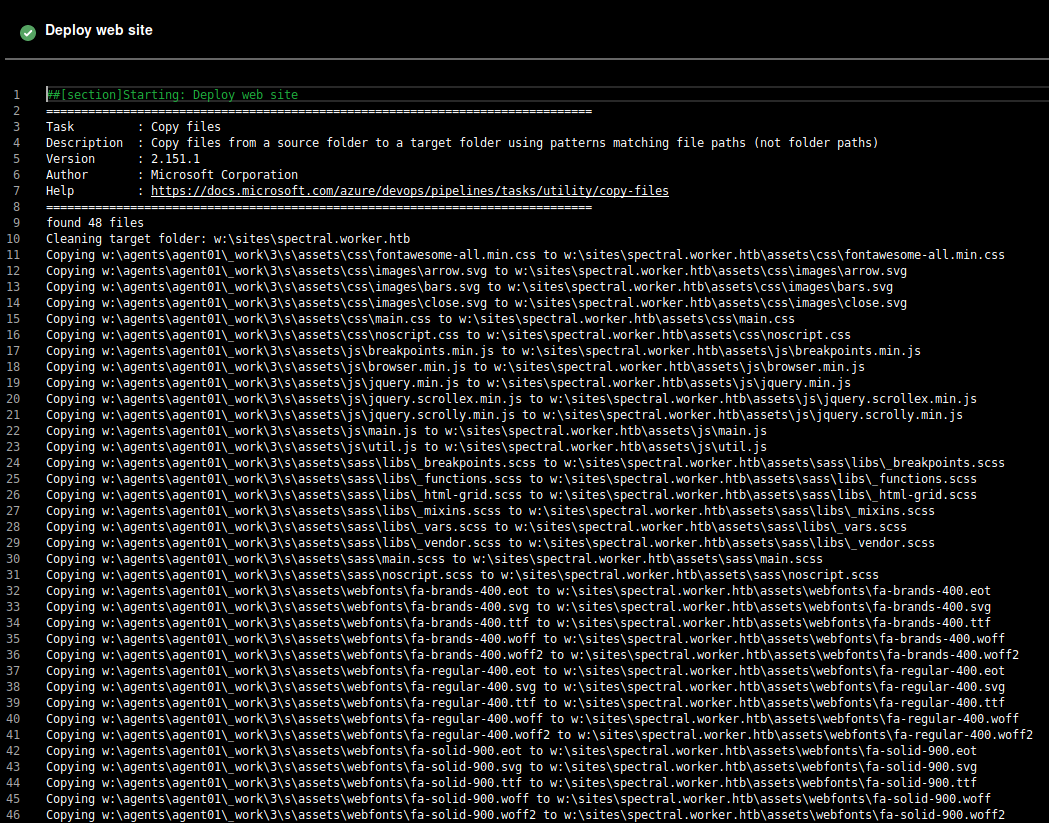 Deploy web site
1 ##[section]Starting: Deploy web site
2 ==============================================================================
3 Task         : Copy files
4 Description  : Copy files from a source folder to a target folder using patterns matching file paths (not folder paths)
5 Version      : 2.151.1
6 Author       : Microsoft Corporation
7 Help         : https://docs.microsoft.com/azure/devops/pipelines/tasks/utility/copy-files
8 ==============================================================================
9 found 48 files
10 Cleaning target folder: w:\sites\spectral.worker.htb
11 Copying w:\agents\agent01\_work\3\s\assets\css\fontawesome-all.min.css to w:\sites\spectral.worker.htb\assets\css\fontawesome-all.min.css
12 Copying w:\agents\agent01\_work\3\s\assets\css\images\arrow.svg to w:\sites\spectral.worker.htb\assets\css\images\arrow.svg
13 Copying w:\agents\agent01\_work\3\s\assets\css\images\bars.svg to w:\sites\spectral.worker.htb\assets\css\images\bars.svg
14 Copying w:\agents\agent01\_work\3\s\assets\css\images\close.svg to w:\sites\spectral.worker.htb\assets\css\images\close.svg
15 Copying w:\agents\agent01\_work\3\s\assets\css\main.css to w:\sites\spectral.worker.htb\assets\css\main.css
16 Copying w:\agents\agent01\_work\3\s\assets\css\noscript.css to w:\sites\spectral.worker.htb\assets\css\noscript.css
17 Copying w:\agents\agent01\_work\3\s\assets\js\breakpoints.min.js to w:\sites\spectral.worker.htb\assets\js\breakpoints.min.js
18 Copying w:\agents\agent01\_work\3\s\assets\js\browser.min.js to w:\sites\spectral.worker.htb\assets\js\browser.min.js
19 Copying w:\agents\agent01\_work\3\s\assets\js\jquery.min.js to w:\sites\spectral.worker.htb\assets\js\jquery.min.js
20 Copying w:\agents\agent01\_work\3\s\assets\js\jquery.scrollex.min.js to w:\sites\spectral.worker.htb\assets\js\jquery.scrollex.min.js
21 Copying w:\agents\agent01\_work\3\s\assets\js\jquery.scrolly.min.js to w:\sites\spectral.worker.htb\assets\js\jquery.scrolly.min.js
22 Copying w:\agents\agent01\_work\3\s\assets\js\main.js to w:\sites\spectral.worker.htb\assets\js\main.js
23 Copying w:\agents\agent01\_work\3\s\assets\js\util.js to w:\sites\spectral.worker.htb\assets\js\util.js
24 Copying w:\agents\agent01\_work\3\s\assets\sass\libs\_breakpoints.scss to w:\sites\spectral.worker.htb\assets\sass\libs\_breakpoints.scss
25 Copying w:\agents\agent01\_work\3\s\assets\sass\libs\_functions.scss to w:\sites\spectral.worker.htb\assets\sass\libs\_functions.scss
26 Copying w:\agents\agent01\_work\3\s\assets\sass\libs\_html-grid.scss to w:\sites\spectral.worker.htb\assets\sass\libs\_html-grid.scss
27 Copying w:\agents\agent01\_work\3\s\assets\sass\libs\_mixins.scss to w:\sites\spectral.worker.htb\assets\sass\libs\_mixins.scss
28 Copying w:\agents\agent01\_work\3\s\assets\sass\libs\_vars.scss to w:\sites\spectral.worker.htb\assets\sass\libs\_vars.scss
29 Copying w:\agents\agent01\_work\3\s\assets\sass\libs\_vendor.scss to w:\sites\spectral.worker.htb\assets\sass\libs\_vendor.scss
30 Copying w:\agents\agent01\_work\3\s\assets\sass\main.scss to w:\sites\spectral.worker.htb\assets\sass\main.scss
31 Copying w:\agents\agent01\_work\3\s\assets\sass\noscript.scss to w:\sites\spectral.worker.htb\assets\sass\noscript.scss
32 Copying w:\agents\agent01\_work\3\s\assets\webfonts\fa-brands-400.eot to w:\sites\spectral.worker.htb\assets\webfonts\fa-brands-400.eot
33 Copying w:\agents\agent01\_work\3\s\assets\webfonts\fa-brands-400.svg to w:\sites\spectral.worker.htb\assets\webfonts\fa-brands-400.svg
34 Copying w:\agents\agent01\_work\3\s\assets\webfonts\fa-brands-400.ttf to w:\sites\spectral.worker.htb\assets\webfonts\fa-brands-400.ttf
35 Copying w:\agents\agent01\_work\3\s\assets\webfonts\fa-brands-400.woff to w:\sites\spectral.worker.htb\assets\webfonts\fa-brands-400.woff
36 Copying w:\agents\agent01\_work\3\s\assets\webfonts\fa-brands-400.woff2 to w:\sites\spectral.worker.htb\assets\webfonts\fa-brands-400.woff2
37 Copying w:\agents\agent01\_work\3\s\assets\webfonts\fa-regular-400.eot to w:\sites\spectral.worker.htb\assets\webfonts\fa-regular-400.eot
38 Copying w:\agents\agent01\_work\3\s\assets\webfonts\fa-regular-400.svg to w:\sites\spectral.worker.htb\assets\webfonts\fa-regular-400.svg
39 Copying w:\agents\agent01\_work\3\s\assets\webfonts\fa-regular-400.ttf to w:\sites\spectral.worker.htb\assets\webfonts\fa-regular-400.ttf
40 Copying w:\agents\agent01\_work\3\s\assets\webfonts\fa-regular-400.woff to w:\sites\spectral.worker.htb\assets\webfonts\fa-regular-400.woff
41 Copying w:\agents\agent01\_work\3\s\assets\webfonts\fa-regular-400.woff2 to w:\sites\spectral.worker.htb\assets\webfonts\fa-regular-400.woff2
42 Copying w:\agents\agent01\_work\3\s\assets\webfonts\fa-solid-900.eot to w:\sites\spectral.worker.htb\assets\webfonts\fa-solid-900.eot
43 Copying w:\agents\agent01\_work\3\s\assets\webfonts\fa-solid-900.svg to w:\sites\spectral.worker.htb\assets\webfonts\fa-solid-900.svg
44 Copying w:\agents\agent01\_work\3\s\assets\webfonts\fa-solid-900.ttf to w:\sites\spectral.worker.htb\assets\webfonts\fa-solid-900.ttf
45 Copying w:\agents\agent01\_work\3\s\assets\webfonts\fa-solid-900.woff to w:\sites\spectral.worker.htb\assets\webfonts\fa-solid-900.woff
46 Copying w:\agents\agent01\_work\3\s\assets\webfonts\fa-solid-900.woff2 to w:\sites\spectral.worker.htb\assets\webfonts\fa-solid-900.woff2